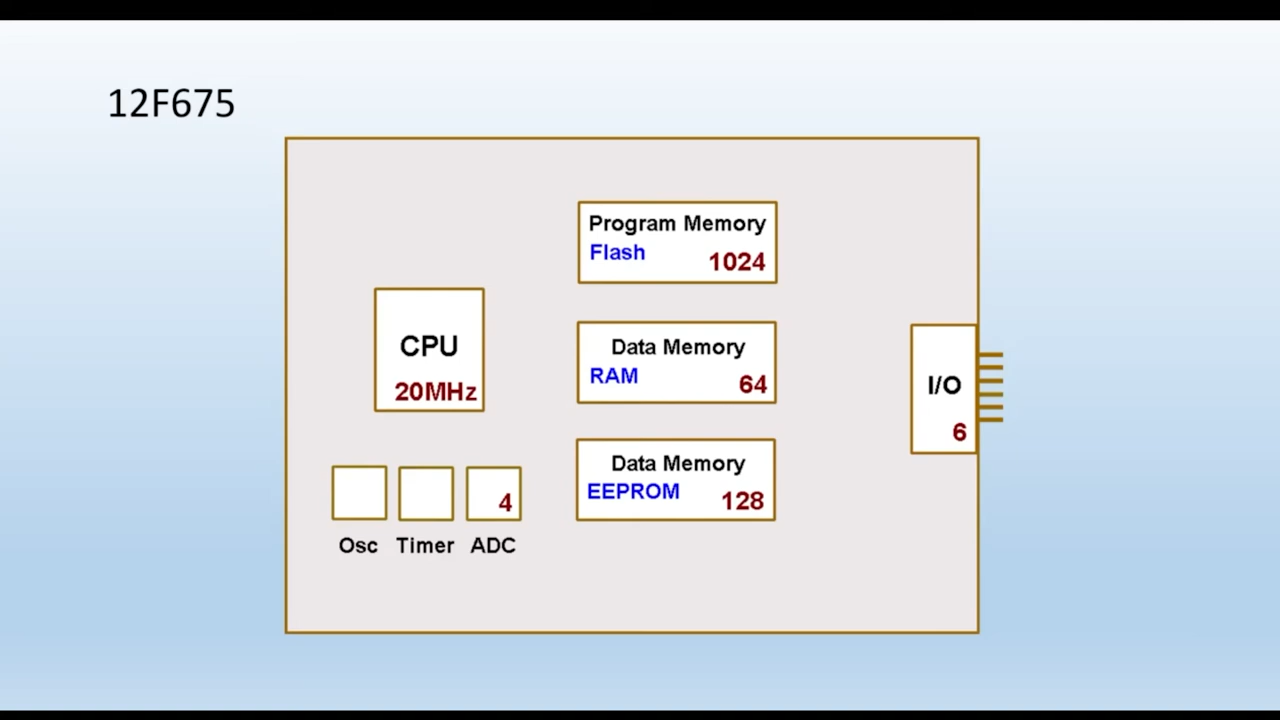 12F675
Program Memory
Flash 1024
CPU
20MHz
Data Memory
RAM 64
I/O
6
Data Memory
EEPROM 128
4
Osc Timer ADC